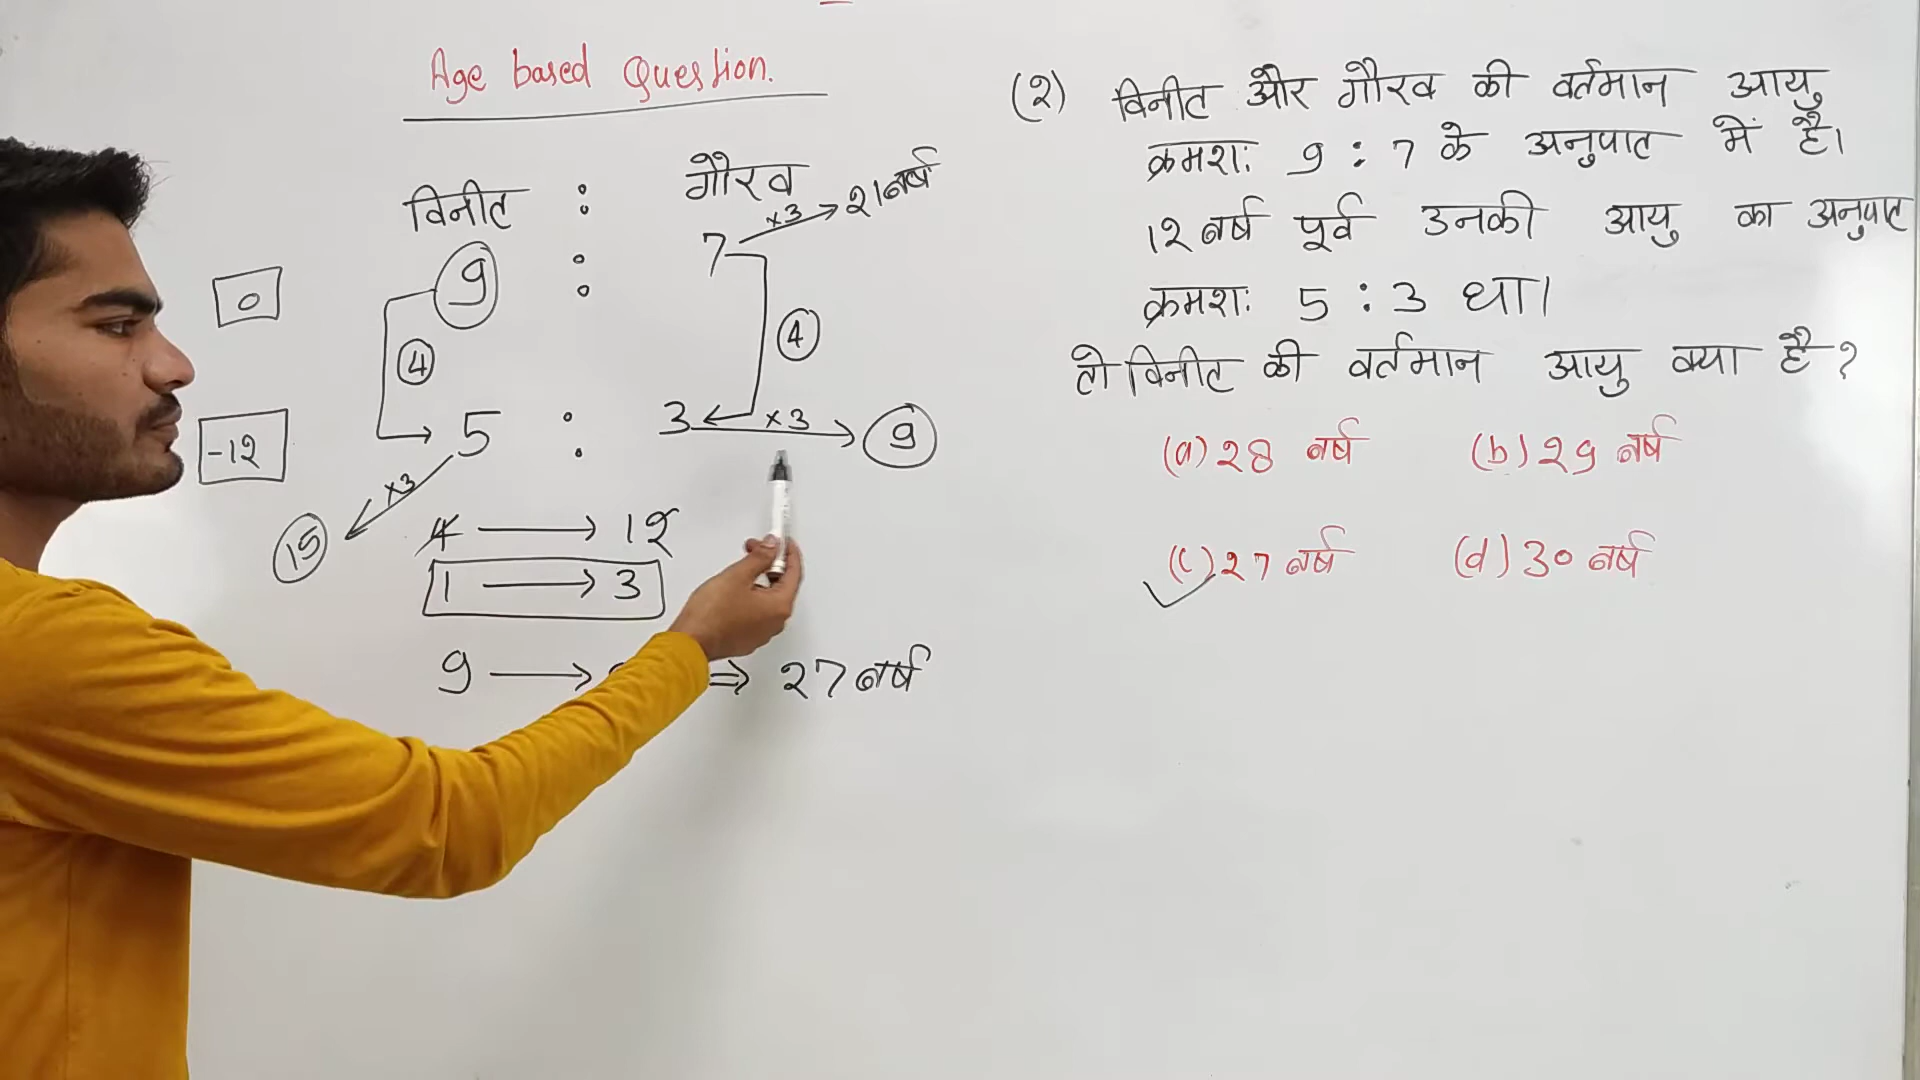 Age based Question.
विनीत : गौरव
9 : 7 ×3 → 21 वर्ष
0
4 4
5 : 3 ×3 → 9
-12
×3
15
4 → 12
1 → 3
9 → ⇒ 27 वर्ष
(2) विनीत और गौरव की वर्तमान आयु
क्रमशः 9 : 7 के अनुपात में है।
12 वर्ष पूर्व उनकी आयु का अनुपात
क्रमशः 5 : 3 था।
तो विनीत की वर्तमान आयु क्या है ?
(a) 28 वर्ष (b) 29 वर्ष
(c) 27 वर्ष (d) 30 वर्ष